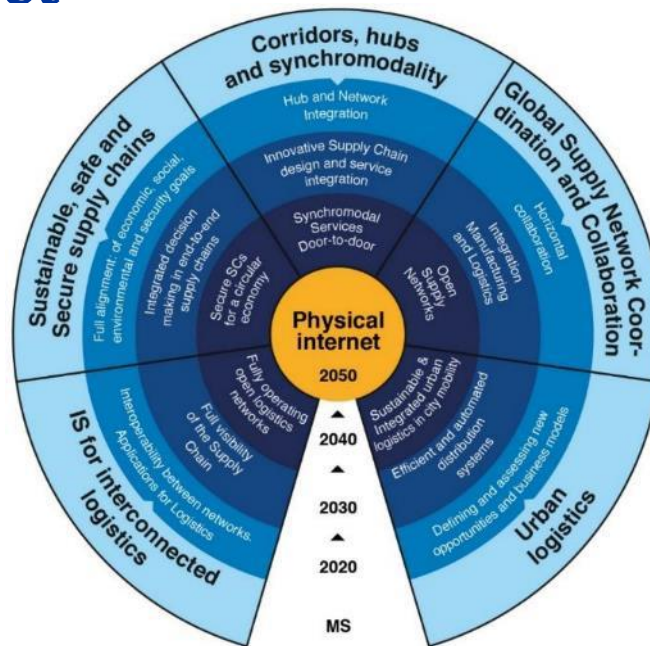 Corridors, hubs
and synchromodality
Hub and Network
Integration
Innovative Supply Chain
design and service
integration
Synchromodal
Services
Door-to-door
Global Supply Network Coor-
dination and Collaboration
Horizontal
collaboration
Integration
Manufacturing
and Logistics
Open
Supply
Networks
Urban
logistics
Defining and assessing new
opportunities and business models
Efficient and automated
distribution
systems
Sustainable &
Integrated urban
logistics in city mobility
IS for interconnected
logistics
Interoperability between networks.
Applications for Logistics
Full visibility
of the Supply
Chain
Fully operating
open logistics
networks
Sustainable, safe and
Secure supply chains
Full alignment: of economic, social,
environmental and security goals
Integrated decision
making in end-to-end
supply chains
Secure SCs
for a circular
economy
Physical
internet
2050
2040
2030
2020
MS